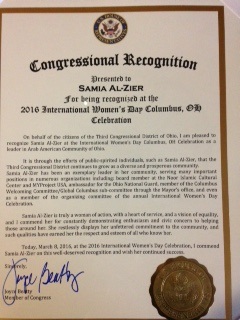 Congressional Recognition
Presented to
SAMIA AL-ZIER
For being recognized at the
2016 International Women's Day Columbus, OH
Celebration
On behalf of the citizens of the Third Congressional District of Ohio, I am pleased to
recognize Samia Al-Zier at the International Women's Day Columbus, OH Celebration as a
leader in Arab American Community of Ohio.
It is through the efforts of public-spirited individuals, such as Samia Al-Zier, that the
Third Congressional District continues to grow as a diverse and prosperous community.
Samia Al-Zier has been an exemplary leader in her community, serving many important
positions in numerous organizations including: board member at the Noor Islamic Cultural
Center and MYProject USA, ambassador for the Ohio National Guard, member of the Columbus
Welcoming Committee/Global Columbus sub-committee through the Mayor's office, and even
as a member of the organizing committee of the annual International Women's Day
Celebration.
Samia Al-Zier is truly a woman of action, with a heart of service, and a vision of equality,
and I commend her for constantly demonstrating enthusiasm and civic concern to helping
those around her. She restlessly displays her unfettered commitment to the community, and
such qualities have earned her the respect and esteem of all who know her.
Today, March 8, 2016, at the 2016 International Women's Day Celebration, I commend
Samia Al-Zier on this well-deserved recognition and wish her continued success.
Sincerely,
Joyce Beatty
Joyce Beatty
Member of Congress